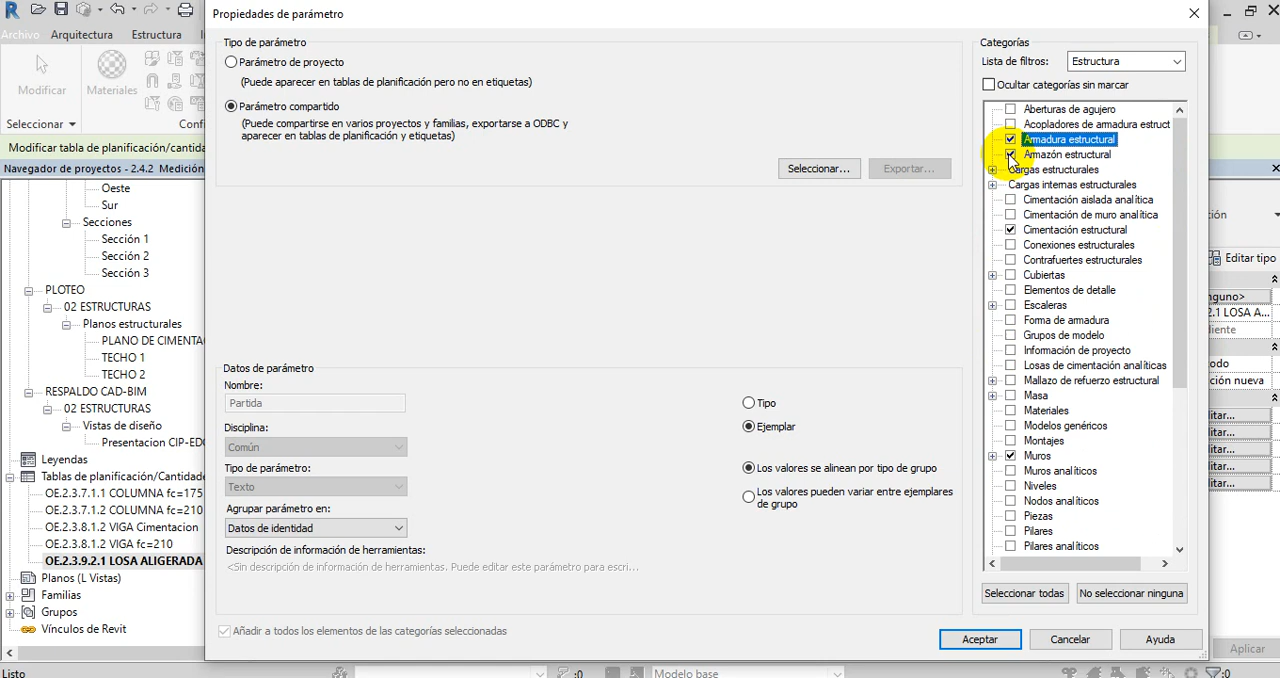 Propiedades de parámetro
Archivo
Arquitectura
Estructura
Modificar
Materiales
Seleccionar
Modificar tabla de planificación/cantida
Navegador de proyectos - 2.4.2 Medición
Oeste
Sur
Secciones
Sección 1
Sección 2
Sección 3
PLOTEO
02 ESTRUCTURAS
Planos estructurales
PLANO DE CIMENTA
TECHO 1
TECHO 2
RESPALDO CAD-BIM
02 ESTRUCTURAS
Vistas de diseño
Presentacion CIP-EDC
Leyendas
Tablas de planificación/Cantidade
OE.2.3.7.1.1 COLUMNA fc=175
OE.2.3.7.1.2 COLUMNA fc=210
OE.2.3.8.1.2 VIGA Cimentacion
OE.2.3.8.1.2 VIGA fc=210
OE.2.3.9.2.1 LOSA ALIGERADA
Planos (L Vistas)
Familias
Grupos
Vínculos de Revit
Listo
Tipo de parámetro
Parámetro de proyecto
(Puede aparecer en tablas de planificación pero no en etiquetas)
Parámetro compartido
(Puede compartirse en varios proyectos y familias, exportarse a ODBC y
aparecer en tablas de planificación y etiquetas)
Seleccionar...
Exportar...
Datos de parámetro
Nombre:
Partida
Disciplina:
Común
Tipo de parámetro:
Texto
Agrupar parámetro en:
Datos de identidad
Descripción de información de herramientas:
<Sin descripción de información de herramientas. Puede editar este parámetro para escri...
Tipo
Ejemplar
Los valores se alinean por tipo de grupo
Los valores pueden variar entre ejemplares
de grupo
Añadir a todos los elementos de las categorías seleccionadas
Categorías
Lista de filtros:
Estructura
Ocultar categorías sin marcar
Aberturas de agujero
Acopladores de armadura estruct
Armadura estructural
Armazón estructural
Cargas estructurales
Cargas internas estructurales
Cimentación aislada analítica
Cimentación de muro analítica
Cimentación estructural
Conexiones estructurales
Contrafuertes estructurales
Cubiertas
Elementos de detalle
Escaleras
Forma de armadura
Grupos de modelo
Información de proyecto
Losas de cimentación analíticas
Mallazo de refuerzo estructural
Masa
Materiales
Modelos genéricos
Montajes
Muros
Muros analíticos
Niveles
Nodos analíticos
Piezas
Pilares
Pilares analíticos
Seleccionar todas
No seleccionar ninguna
Aceptar
Cancelar
Ayuda
Editar tipo
Aplicar
Modelo base
:0
:0